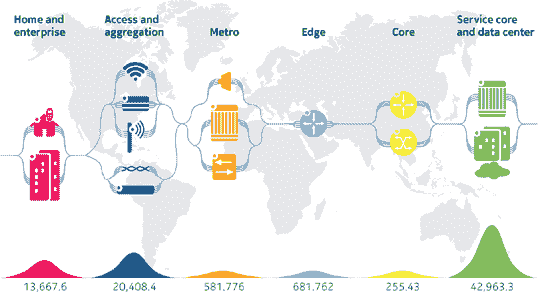 Home and
enterprise
Access and
aggregation
Metro
Edge
Core
Service core
and data center
13,667.6
20,408.4
581.776
681.762
255.43
42,963.3